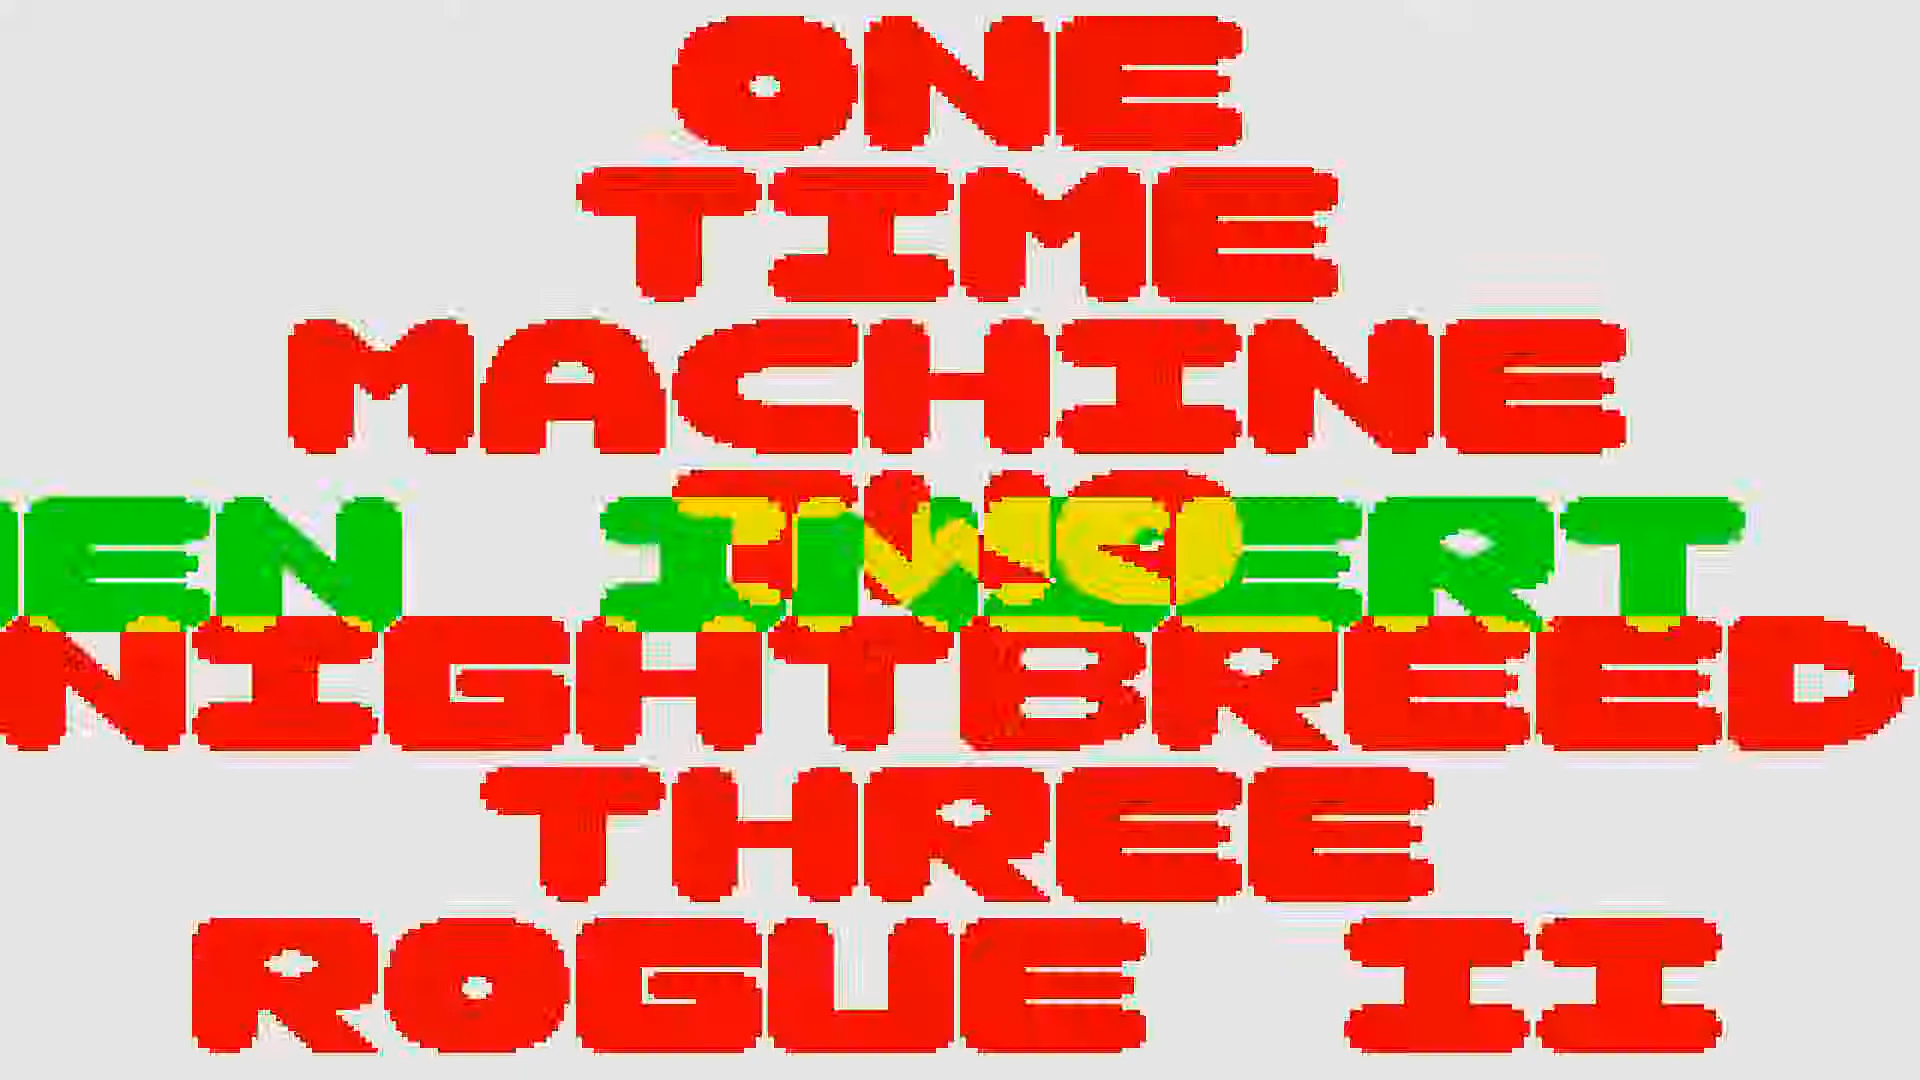 ONE
TIME
MACHINE
TWO
EN INSERT
NIGHTBREED
THREE
ROGUE II